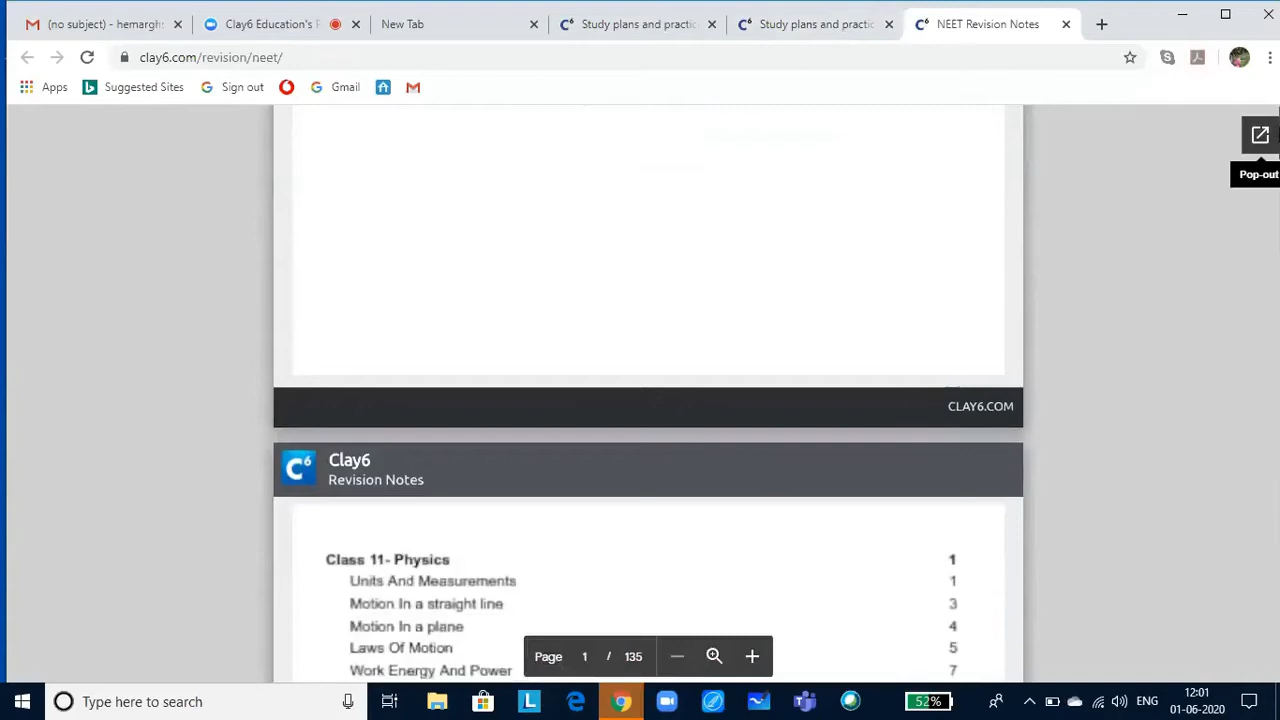 (no subject) - hemarghs
Clay6 Education's P
New Tab
Study plans and practic
Study plans and practic
NEET Revision Notes
clay6.com/revision/neet/
Apps
Suggested Sites
Sign out
Gmail
Pop-out
CLAY6.COM
Clay6
Revision Notes
Class 11- Physics 1
Units And Measurements 1
Motion In a straight line 3
Motion In a plane 4
Laws Of Motion 5
Work Energy And Power 7
Page 1 / 135
Type here to search
52%
ENG
12:01
01-06-2020